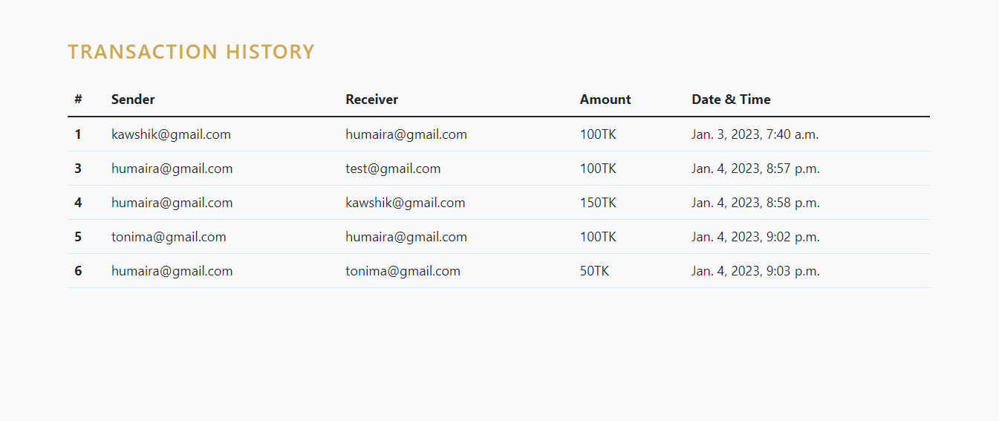 TRANSACTION HISTORY
# Sender Receiver Amount Date & Time
1 kawshik@gmail.com humaira@gmail.com 100TK Jan. 3, 2023, 7:40 a.m.
3 humaira@gmail.com test@gmail.com 100TK Jan. 4, 2023, 8:57 p.m.
4 humaira@gmail.com kawshik@gmail.com 150TK Jan. 4, 2023, 8:58 p.m.
5 tonima@gmail.com humaira@gmail.com 100TK Jan. 4, 2023, 9:02 p.m.
6 humaira@gmail.com tonima@gmail.com 50TK Jan. 4, 2023, 9:03 p.m.